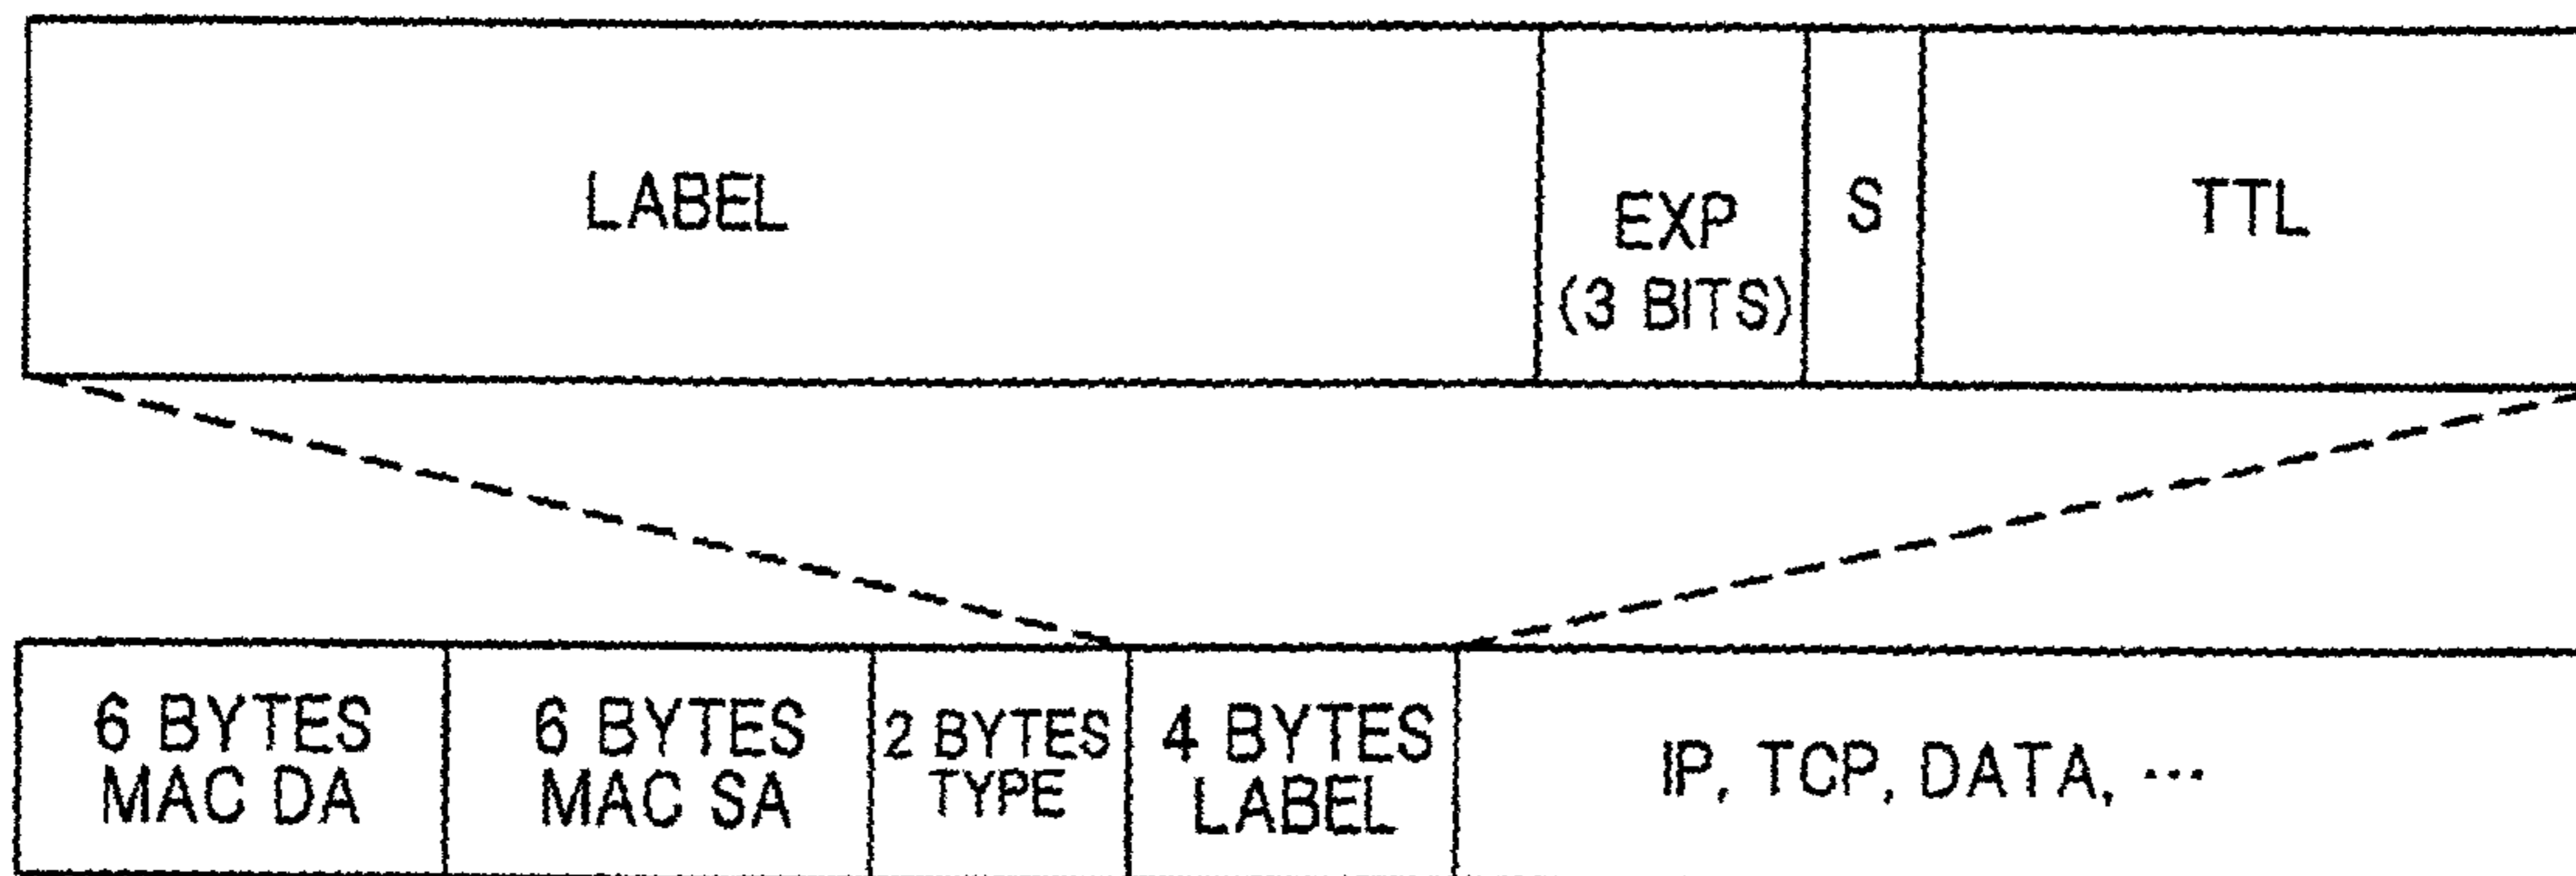 LABEL
EXP
(3 BITS)
S
TTL
6 BYTES
MAC DA
6 BYTES
MAC SA
2 BYTES
TYPE
4 BYTES
LABEL
IP, TCP, DATA, ···